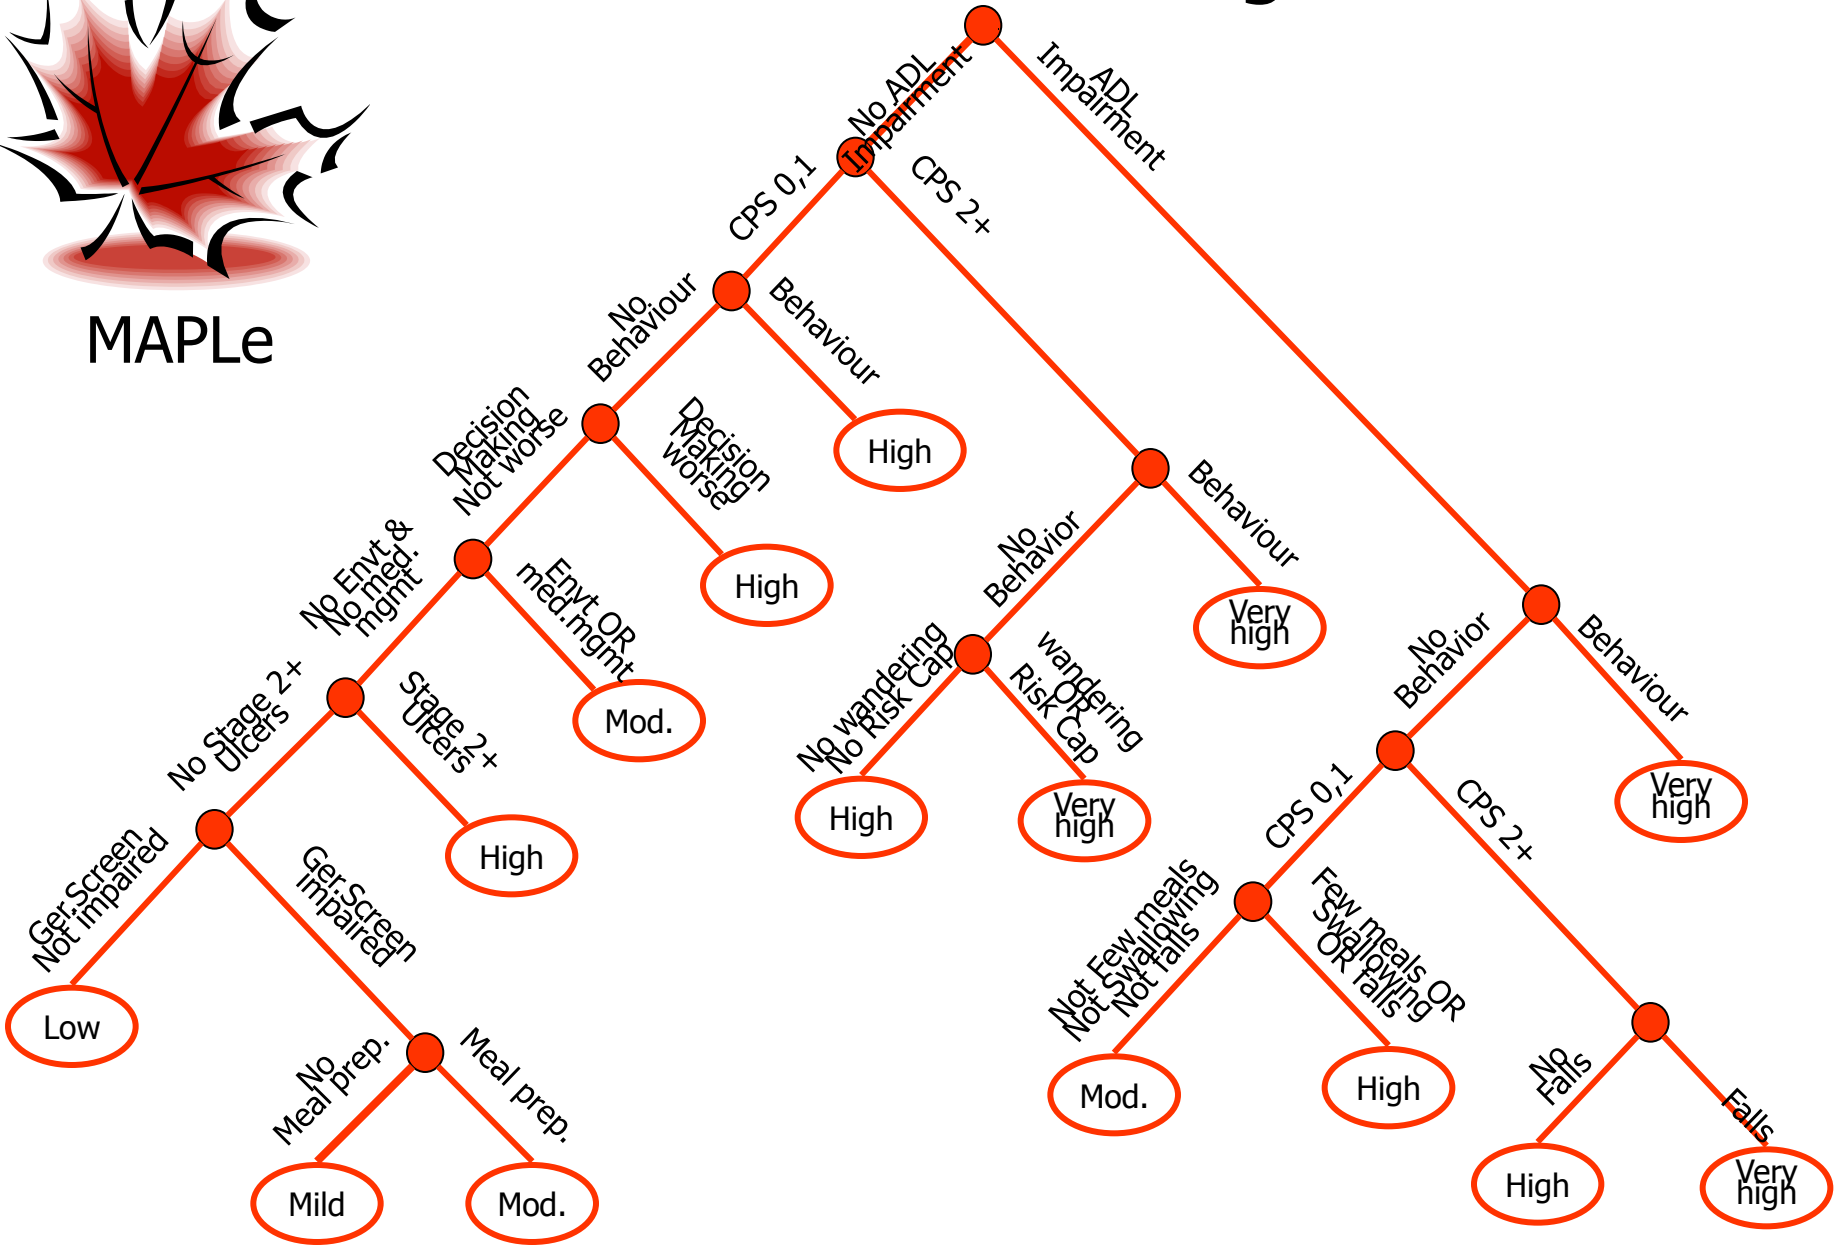 No ADL
Impairment
ADL
Impairment
CPS 0,1
CPS 2+
MAPLe
No
Behaviour
Behaviour
High
Decision
Making
Not worse
Decision
Making
worse
High
No
Behavior
Behaviour
Very
high
No Envt &
No med.
mgmt
Envt OR
med.mgmt
Mod.
No wandering
No Risk Cap
wandering
OR
Risk Cap
High
Very
high
No
Behavior
Behaviour
Very
high
No Stage 2+
Ulcers
Stage 2+
Ulcers
High
CPS 0,1
CPS 2+
Ger.Screen
Not impaired
Ger.Screen
impaired
Low
Not Few meals
Not Swallowing
Not falls
Few meals OR
Swallowing
OR falls
Mod.
High
No
Meal prep.
Meal prep.
Mild
Mod.
No
Falls
Falls
High
Very
high